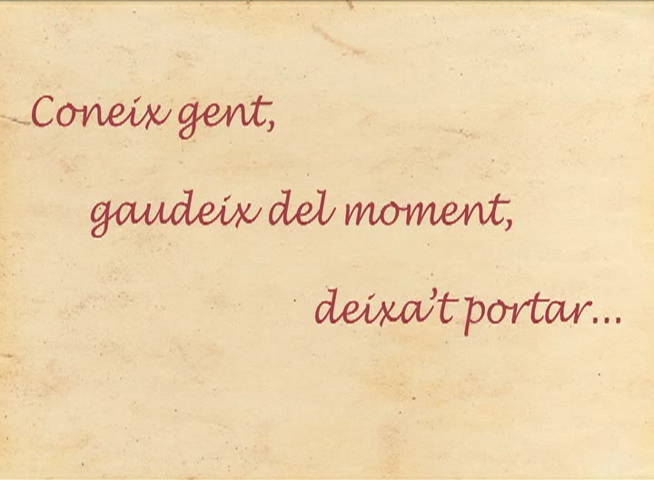 Coneix gent,
gaudeix del moment,
deixa't portar...